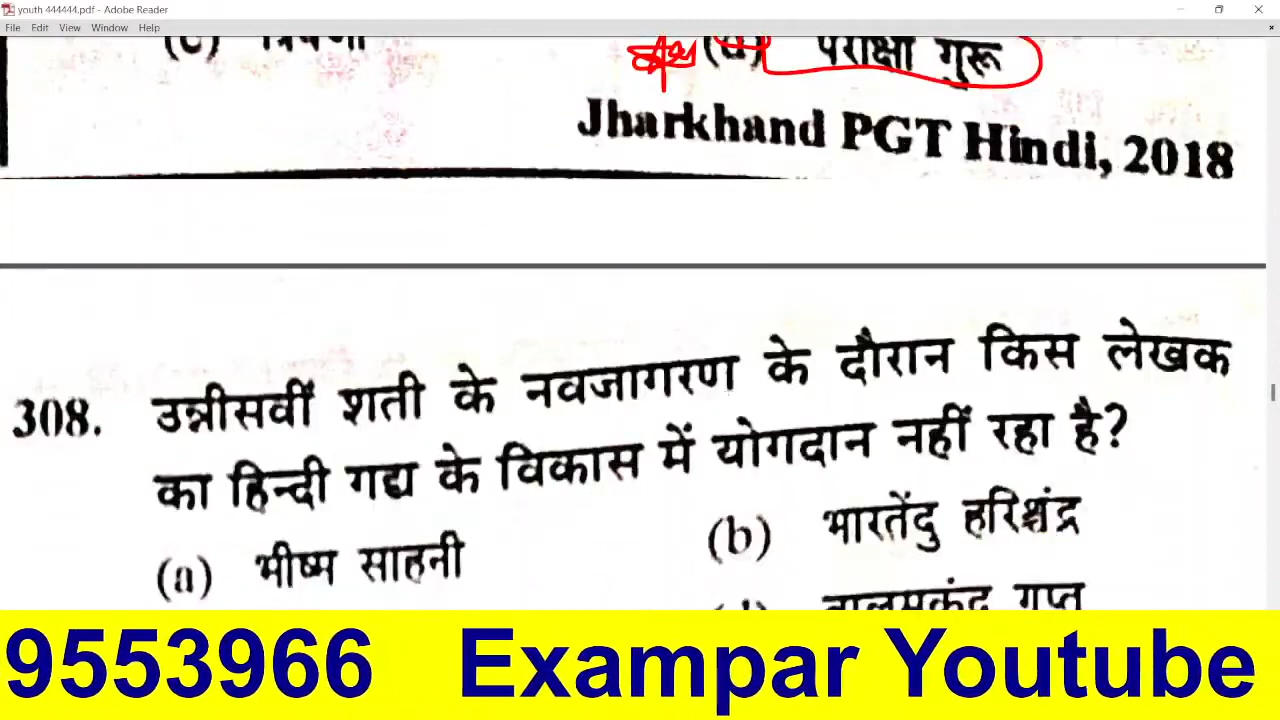 youth 444444.pdf - Adobe Reader
File Edit View Window Help
(c)
परीक्षा गुरू
Jharkhand PGT Hindi, 2018
308. उन्नीसवीं शती के नवजागरण के दौरान किस लेखक
का हिन्दी गद्य के विकास में योगदान नहीं रहा है?
(a) भीष्म साहनी (b) भारतेंदु हरिश्चंद्र
बालमुकुंद गुप्त
9553966 Exampar Youtube